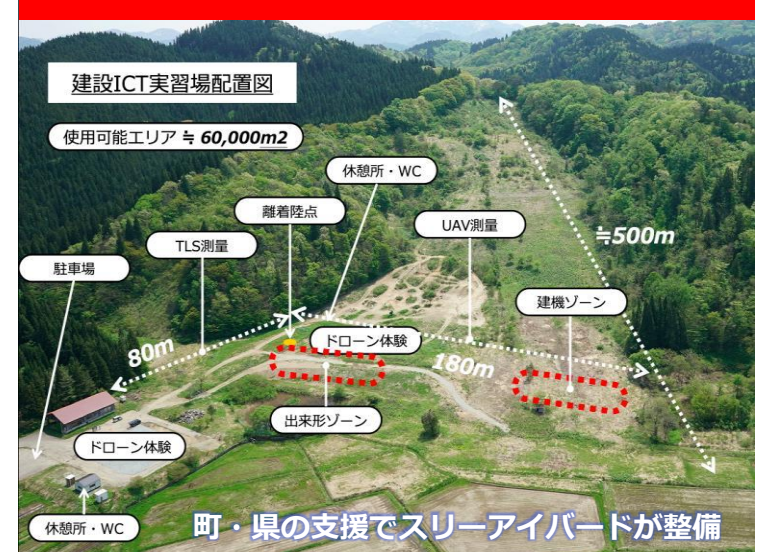 建設ICT実習場配置図
使用可能エリア ≒ 60,000m2
休憩所・WC
離着陸点
UAV測量
TLS測量
≒500m
駐車場
建機ゾーン
ドローン体験
80m
180m
出来形ゾーン
ドローン体験
休憩所・WC
町・県の支援でスリーアイバードが整備